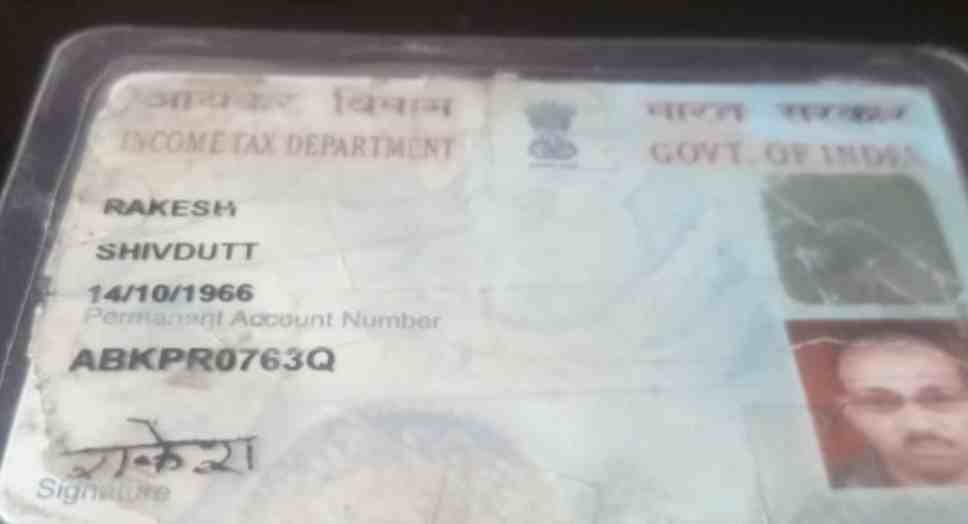 आयकर विभाग
भारत सरकार
INCOME TAX DEPARTMENT
GOVT. OF INDIA
RAKESH
SHIVDUTT
14/10/1966
Permanent Account Number
ABKPR0763Q
राकेश
Signature